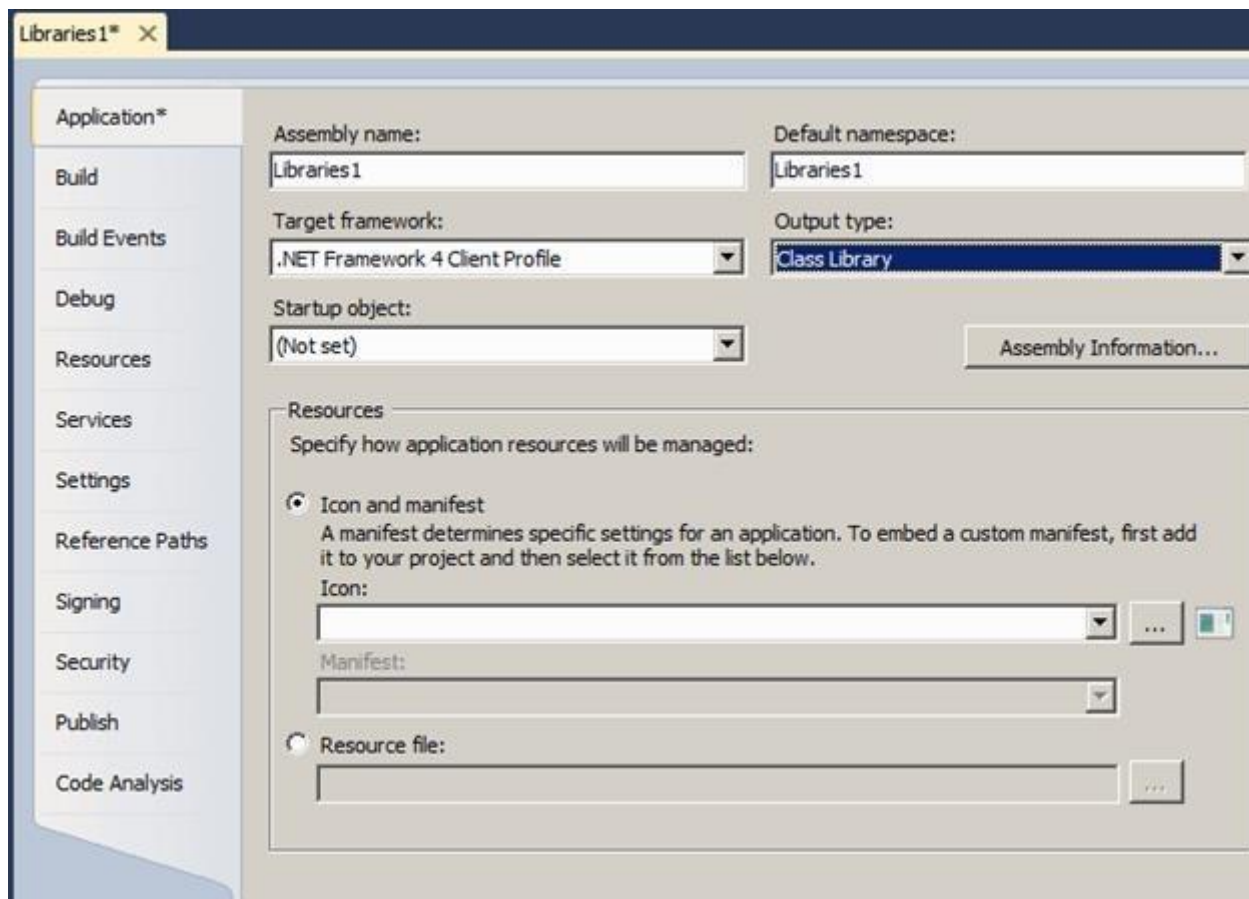 Libraries1*
Application*
Build
Build Events
Debug
Resources
Services
Settings
Reference Paths
Signing
Security
Publish
Code Analysis
Assembly name:
Default namespace:
Libraries1
Libraries1
Target framework:
Output type:
.NET Framework 4 Client Profile
Class Library
Startup object:
(Not set)
Assembly Information...
Resources
Specify how application resources will be managed:
Icon and manifest
A manifest determines specific settings for an application. To embed a custom manifest, first add
it to your project and then select it from the list below.
Icon:
...
Manifest:
Resource file:
...